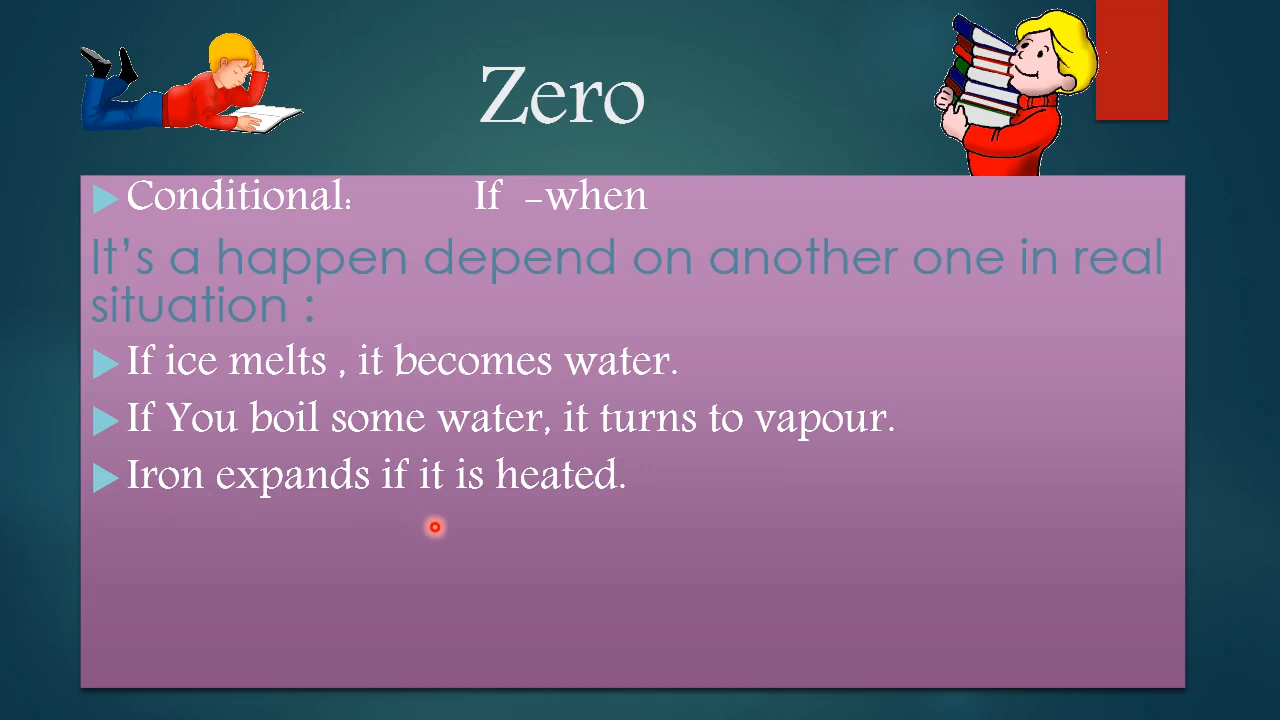 Zero
Conditional: If -when
It's a happen depend on another one in real
situation :
If ice melts , it becomes water.
If You boil some water, it turns to vapour.
Iron expands if it is heated.